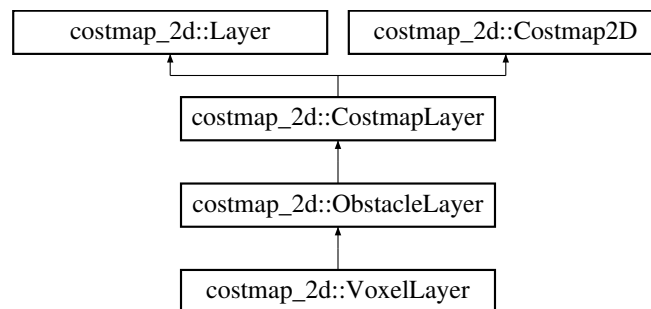 costmap_2d::Layer
costmap_2d::Costmap2D
costmap_2d::CostmapLayer
costmap_2d::ObstacleLayer
costmap_2d::VoxelLayer